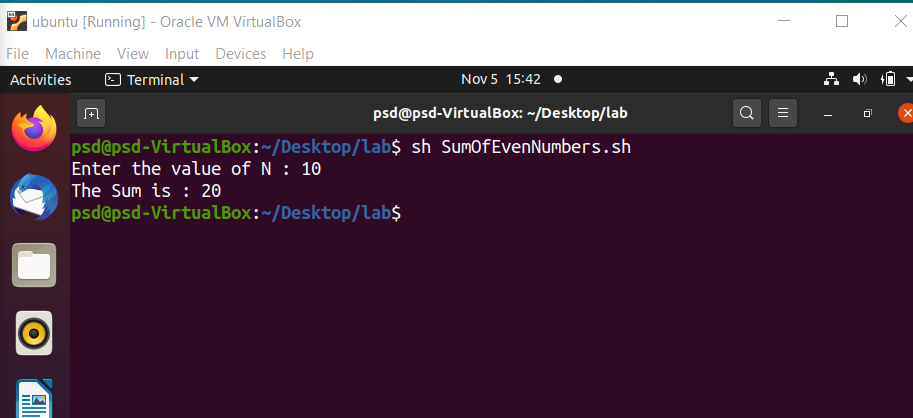 ubuntu [Running] - Oracle VM VirtualBox
File Machine View Input Devices Help
Activities Terminal Nov 5 15:42
psd@psd-VirtualBox: ~/Desktop/lab
psd@psd-VirtualBox:~/Desktop/lab$ sh SumOfEvenNumbers.sh
Enter the value of N : 10
The Sum is : 20
psd@psd-VirtualBox:~/Desktop/lab$